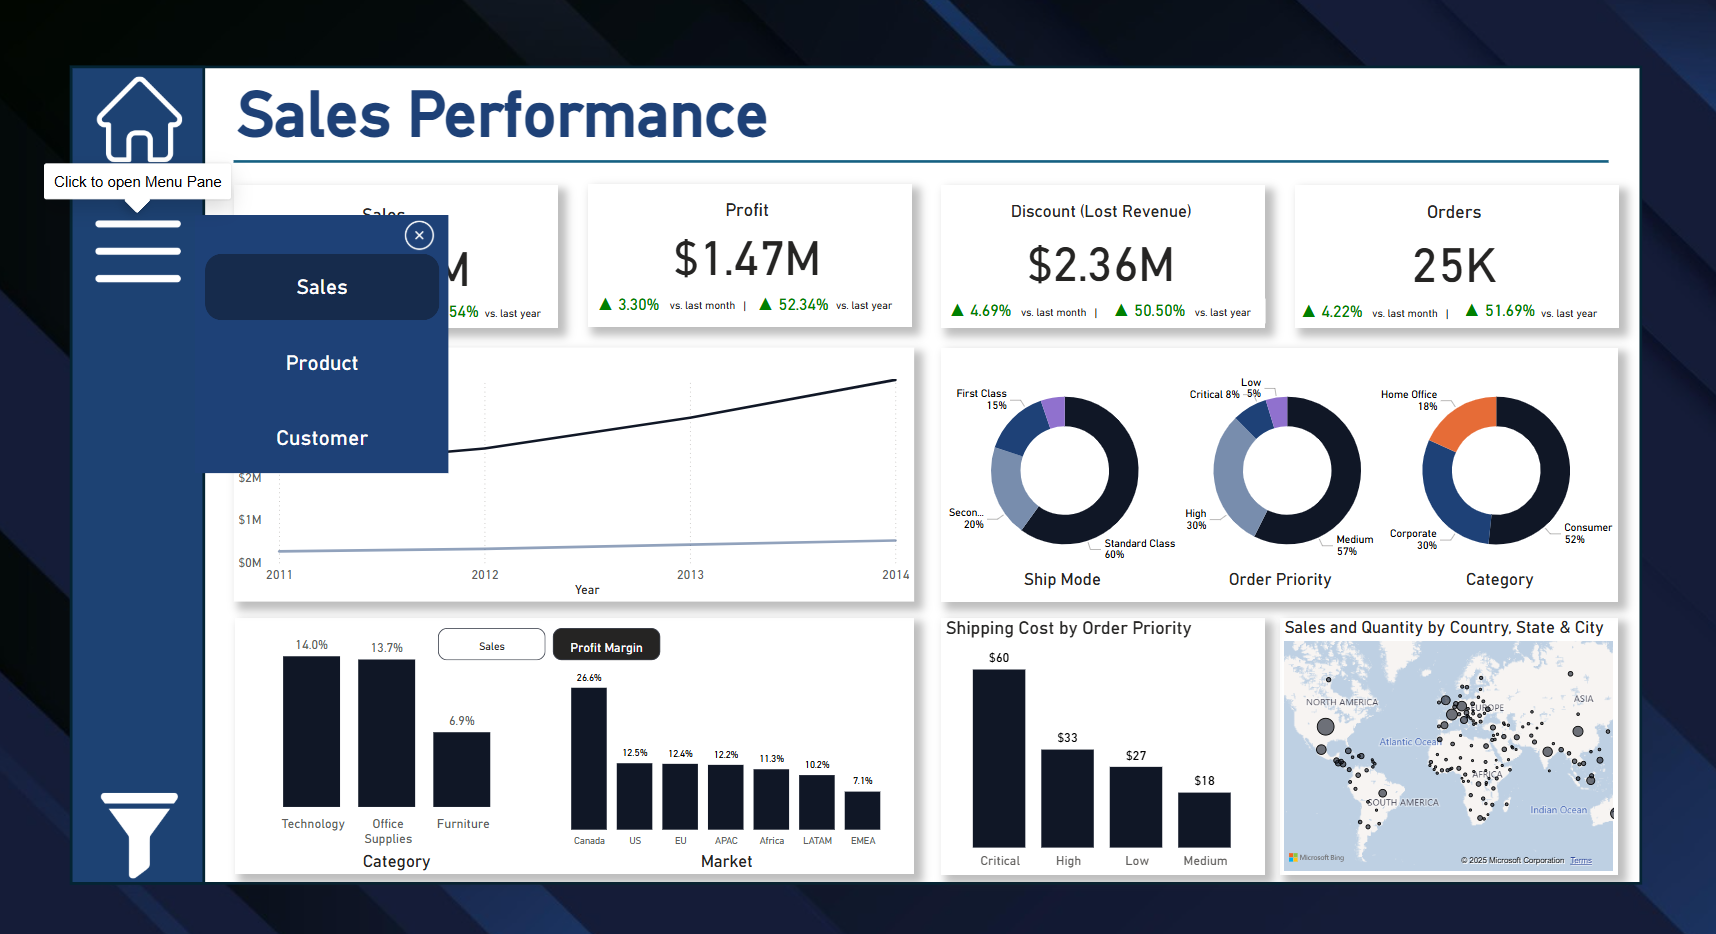 Sales Performance
Click to open Menu Pane
Sales
Product
Customer
Sales
M
54% vs. last year
Profit
$1.47M
▲ 3.30% vs. last month | ▲ 52.34% vs. last year
Discount (Lost Revenue)
$2.36M
▲ 4.69% vs. last month | ▲ 50.50% vs. last year
Orders
25K
▲ 4.22% vs. last month | ▲ 51.69% vs. last year
$2M
$1M
$0M
2011 2012 2013 2014
Year
First Class
15%
Secon...
20%
Standard Class
60%
Ship Mode
Low
5%
Critical 8%
High
30%
Medium
57%
Order Priority
Home Office
18%
Corporate
30%
Consumer
52%
Category
Sales
Profit Margin
14.0% 13.7% 6.9%
Technology Office Supplies Furniture
Category
26.6% 12.5% 12.4% 12.2% 11.3% 10.2% 7.1%
Canada US EU APAC Africa LATAM EMEA
Market
Shipping Cost by Order Priority
$60 $33 $27 $18
Critical High Low Medium
Sales and Quantity by Country, State & City
NORTH AMERICA
EUROPE
ASIA
Atlantic Ocean
AFRICA
SOUTH AMERICA
Indian Ocean
Microsoft Bing
© 2025 Microsoft Corporation Terms